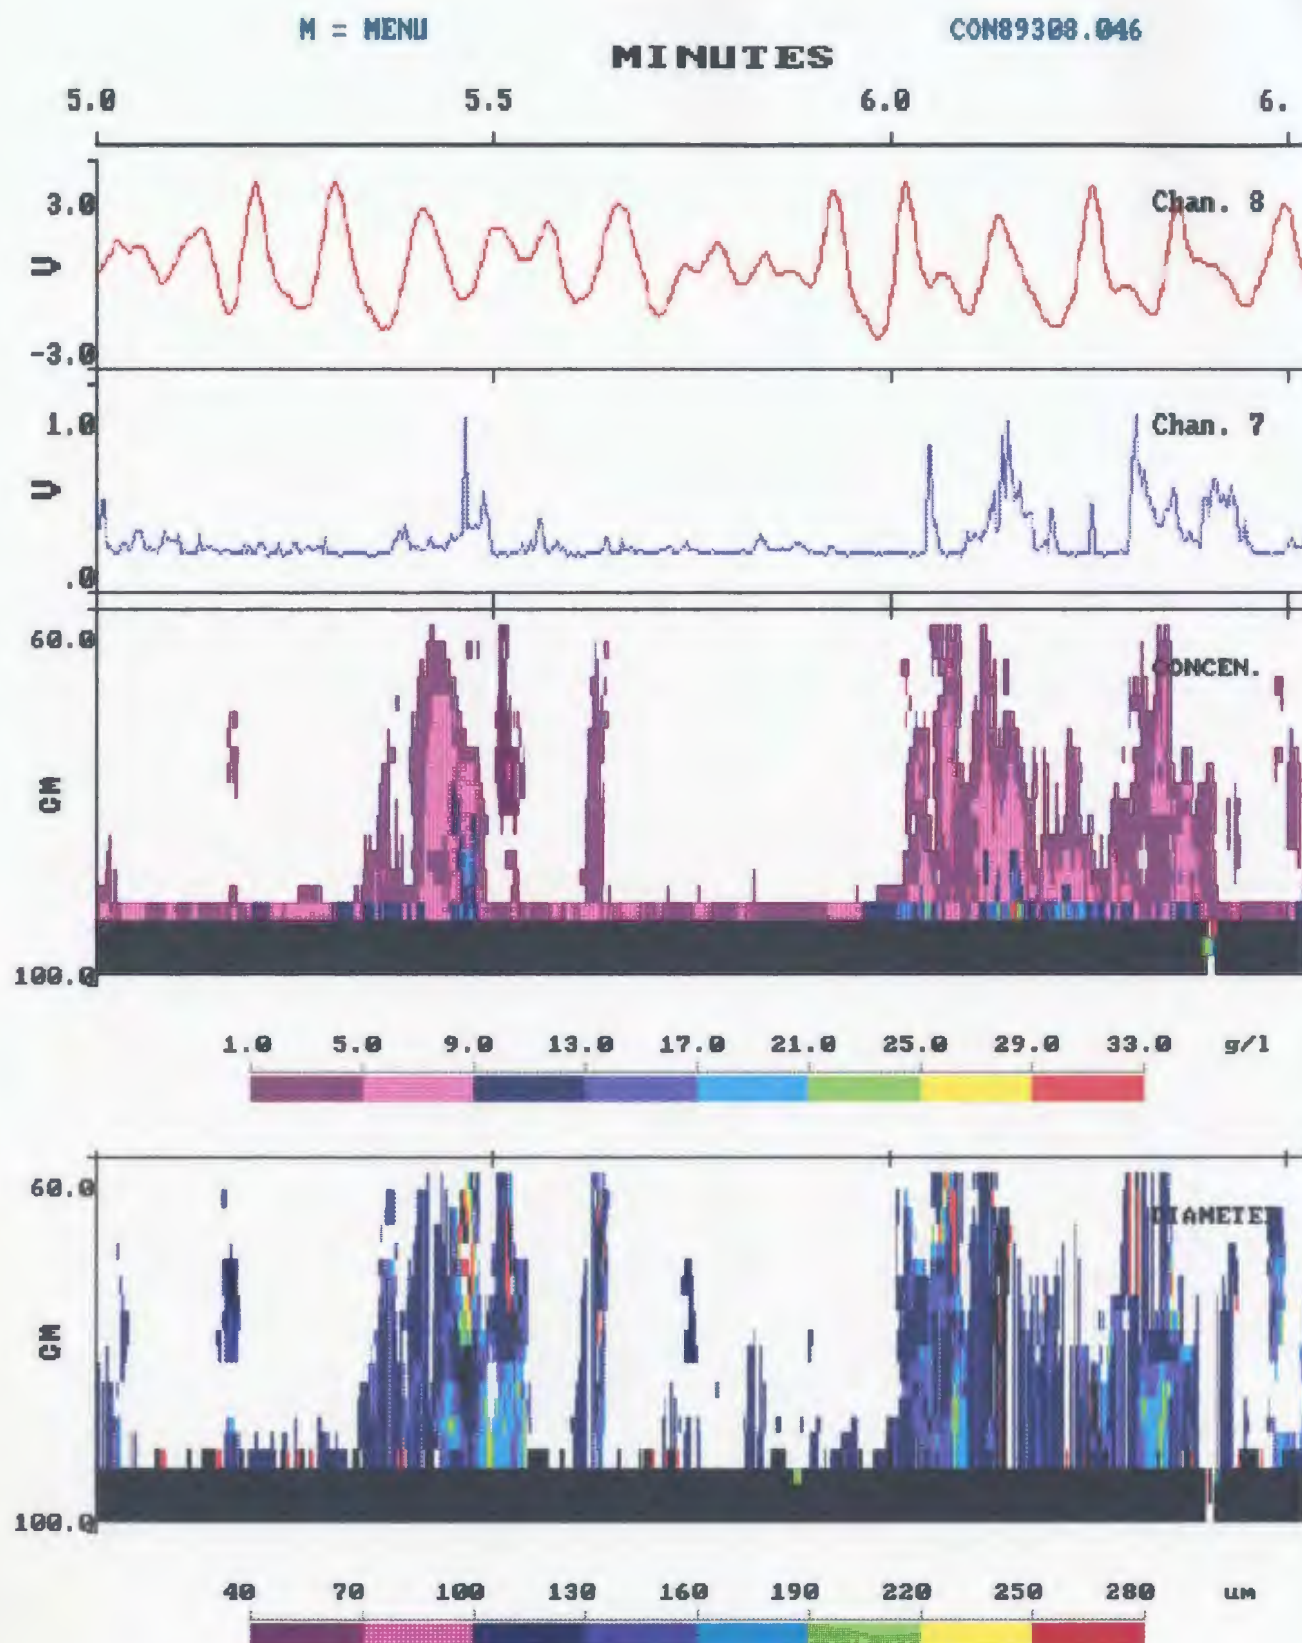 M = MENU CON89308.046
MINUTES
5.0 5.5 6.0 6.
3.0 Chan. 8
V
-3.0
1.0 Chan. 7
V
.0
60.0 CONCEN.
CM
100.0
1.0 5.0 9.0 13.0 17.0 21.0 25.0 29.0 33.0 g/l
60.0 DIAMETER
CM
100.0
40 70 100 130 160 190 220 250 280 um